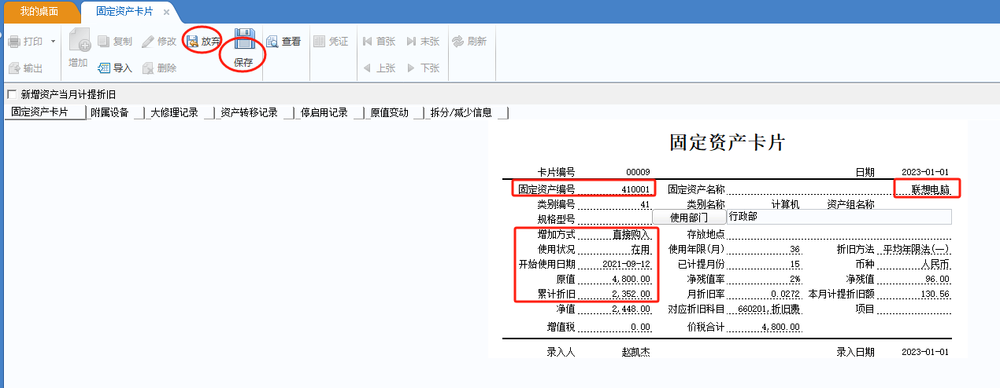 我的桌面 固定资产卡片
打印 复制 修改 放弃 查看 凭证 首张 末张 刷新
增加 保存
输出 导入 删除 上张 下张
新增资产当月计提折旧
固定资产卡片 附属设备 大修理记录 资产转移记录 停启用记录 原值变动 拆分/减少信息
固定资产卡片
卡片编号 00009 日期 2023-01-01
固定资产编号 410001 固定资产名称 联想电脑
类别编号 41 类别名称 计算机 资产组名称
规格型号 使用部门 行政部
增加方式 直接购入 存放地点
使用状况 在用 使用年限(月) 36 折旧方法 平均年限法(一)
开始使用日期 2021-09-12 已计提月份 15 币种 人民币
原值 4,800.00 净残值率 2% 净残值 96.00
累计折旧 2,352.00 月折旧率 0.0272 本月计提折旧额 130.56
净值 2,448.00 对应折旧科目 660201,折旧费 项目
增值税 0.00 价税合计 4,800.00
录入人 赵凯杰 录入日期 2023-01-01